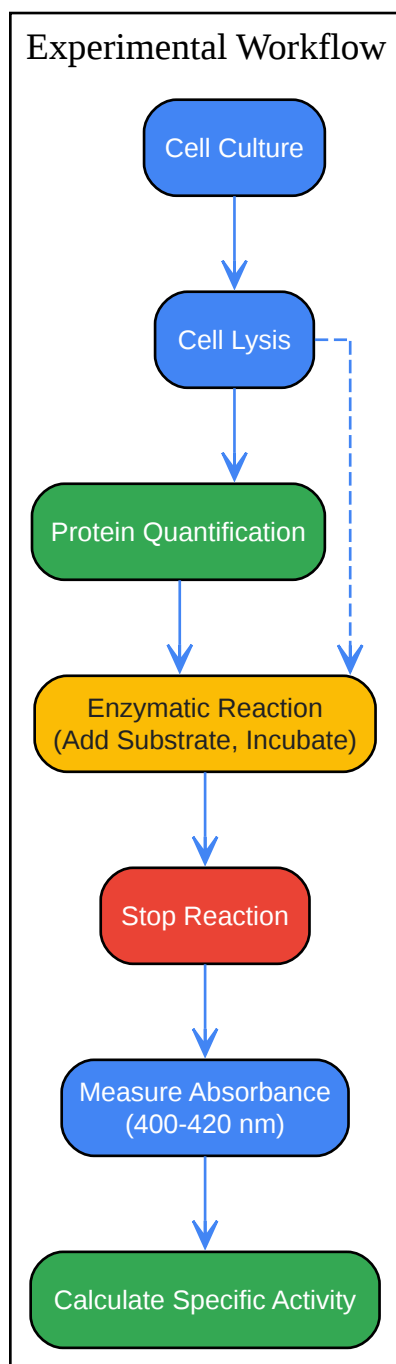 Experimental Workflow
Cell Culture
Cell Lysis
Protein Quantification
Enzymatic Reaction
(Add Substrate, Incubate)
Stop Reaction
Measure Absorbance
(400-420 nm)
Calculate Specific Activity